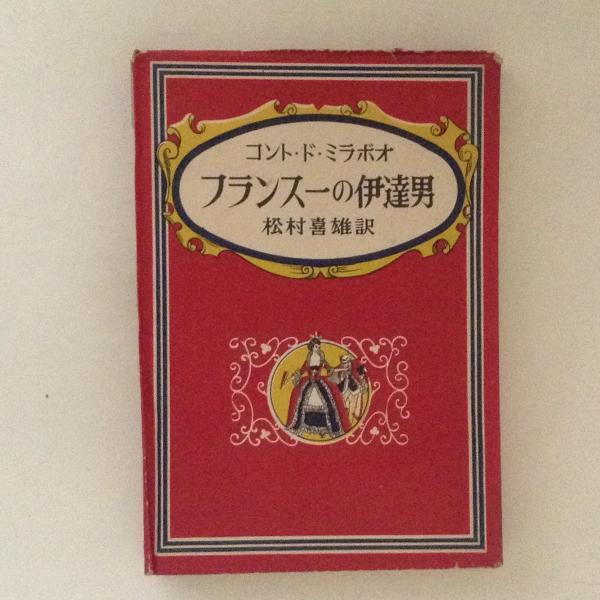 コント・ド・ミラボオ
フランス一の伊達男
松村喜雄訳